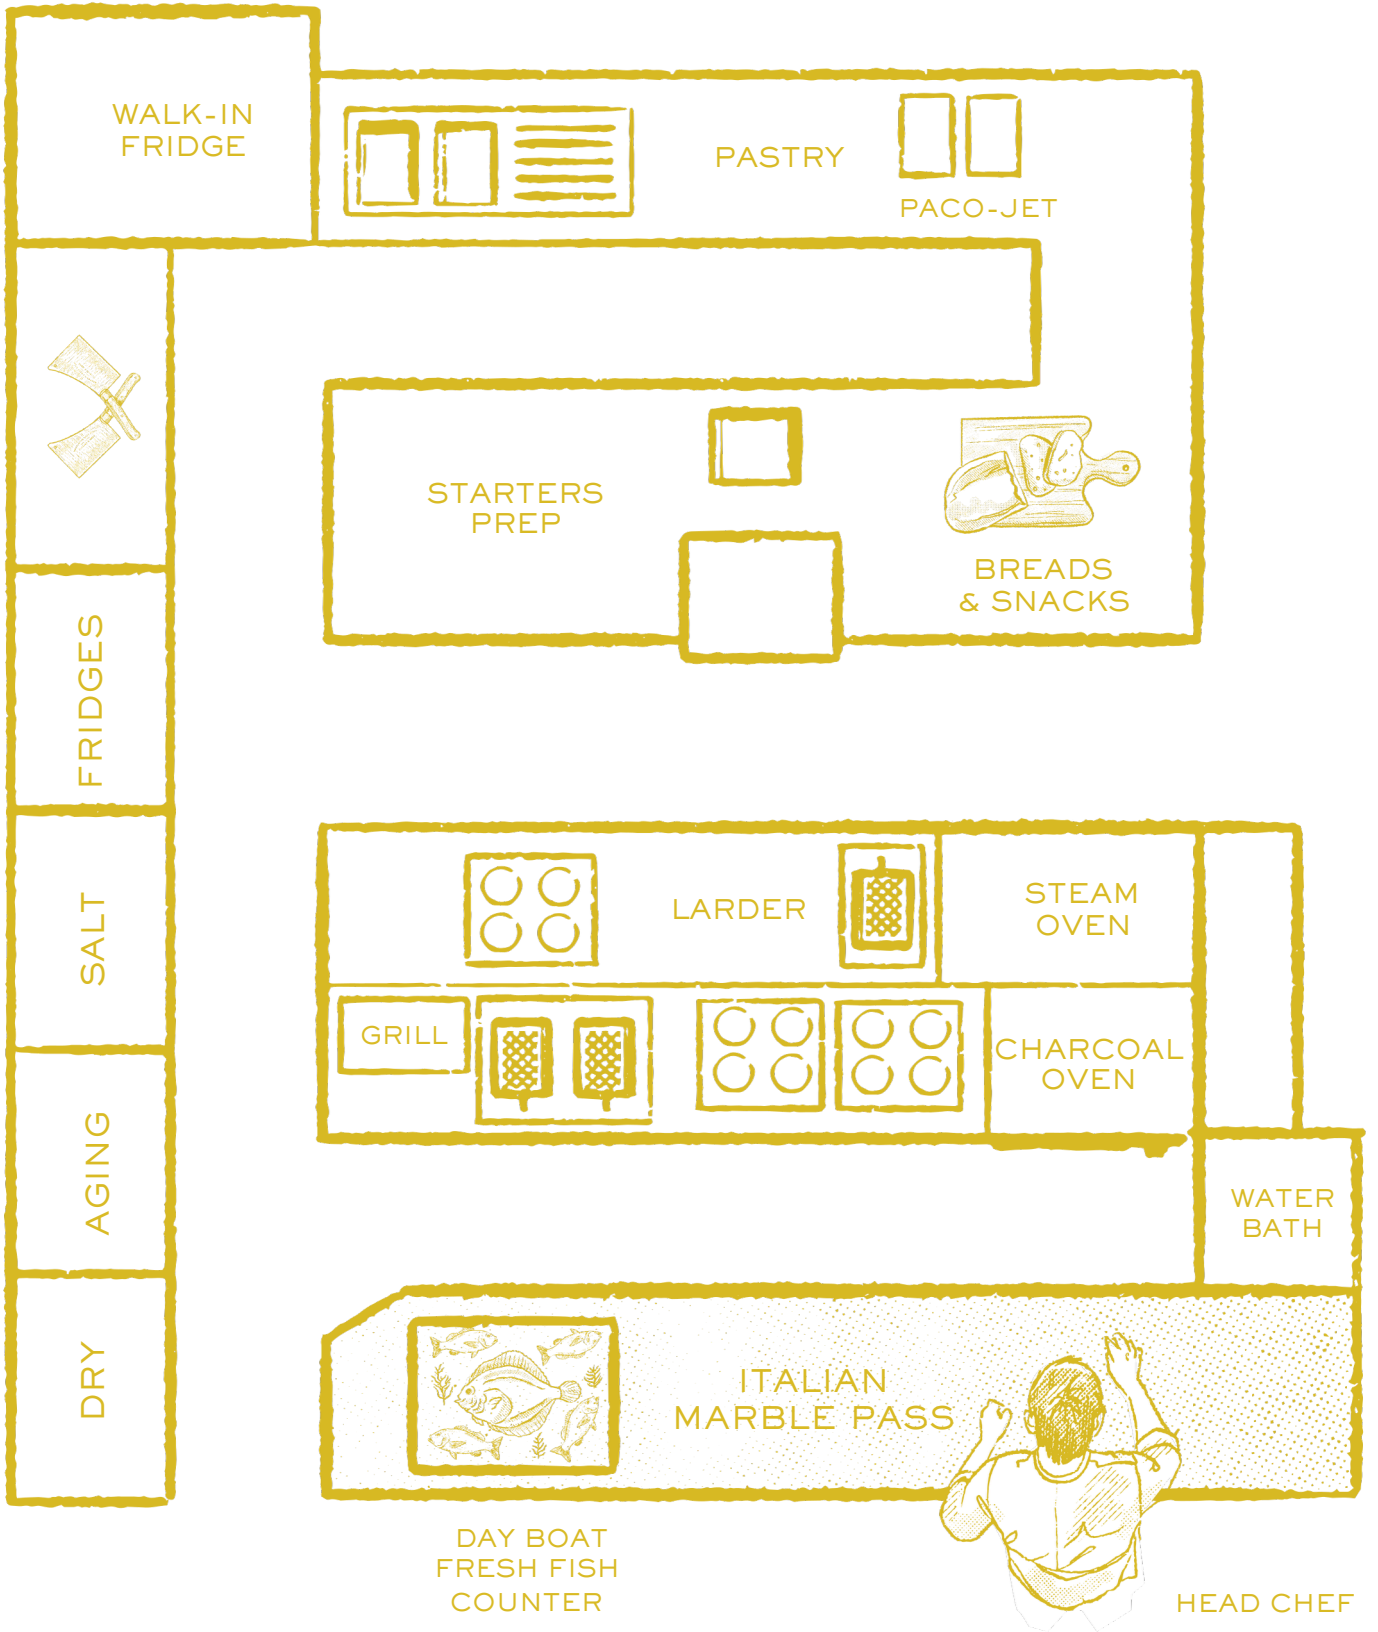 WALK-IN
FRIDGE
PASTRY
PACO-JET
STARTERS
PREP
BREADS
& SNACKS
FRIDGES
SALT
AGING
DRY
LARDER
STEAM
OVEN
GRILL
CHARCOAL
OVEN
WATER
BATH
ITALIAN
MARBLE PASS
DAY BOAT
FRESH FISH
COUNTER
HEAD CHEF